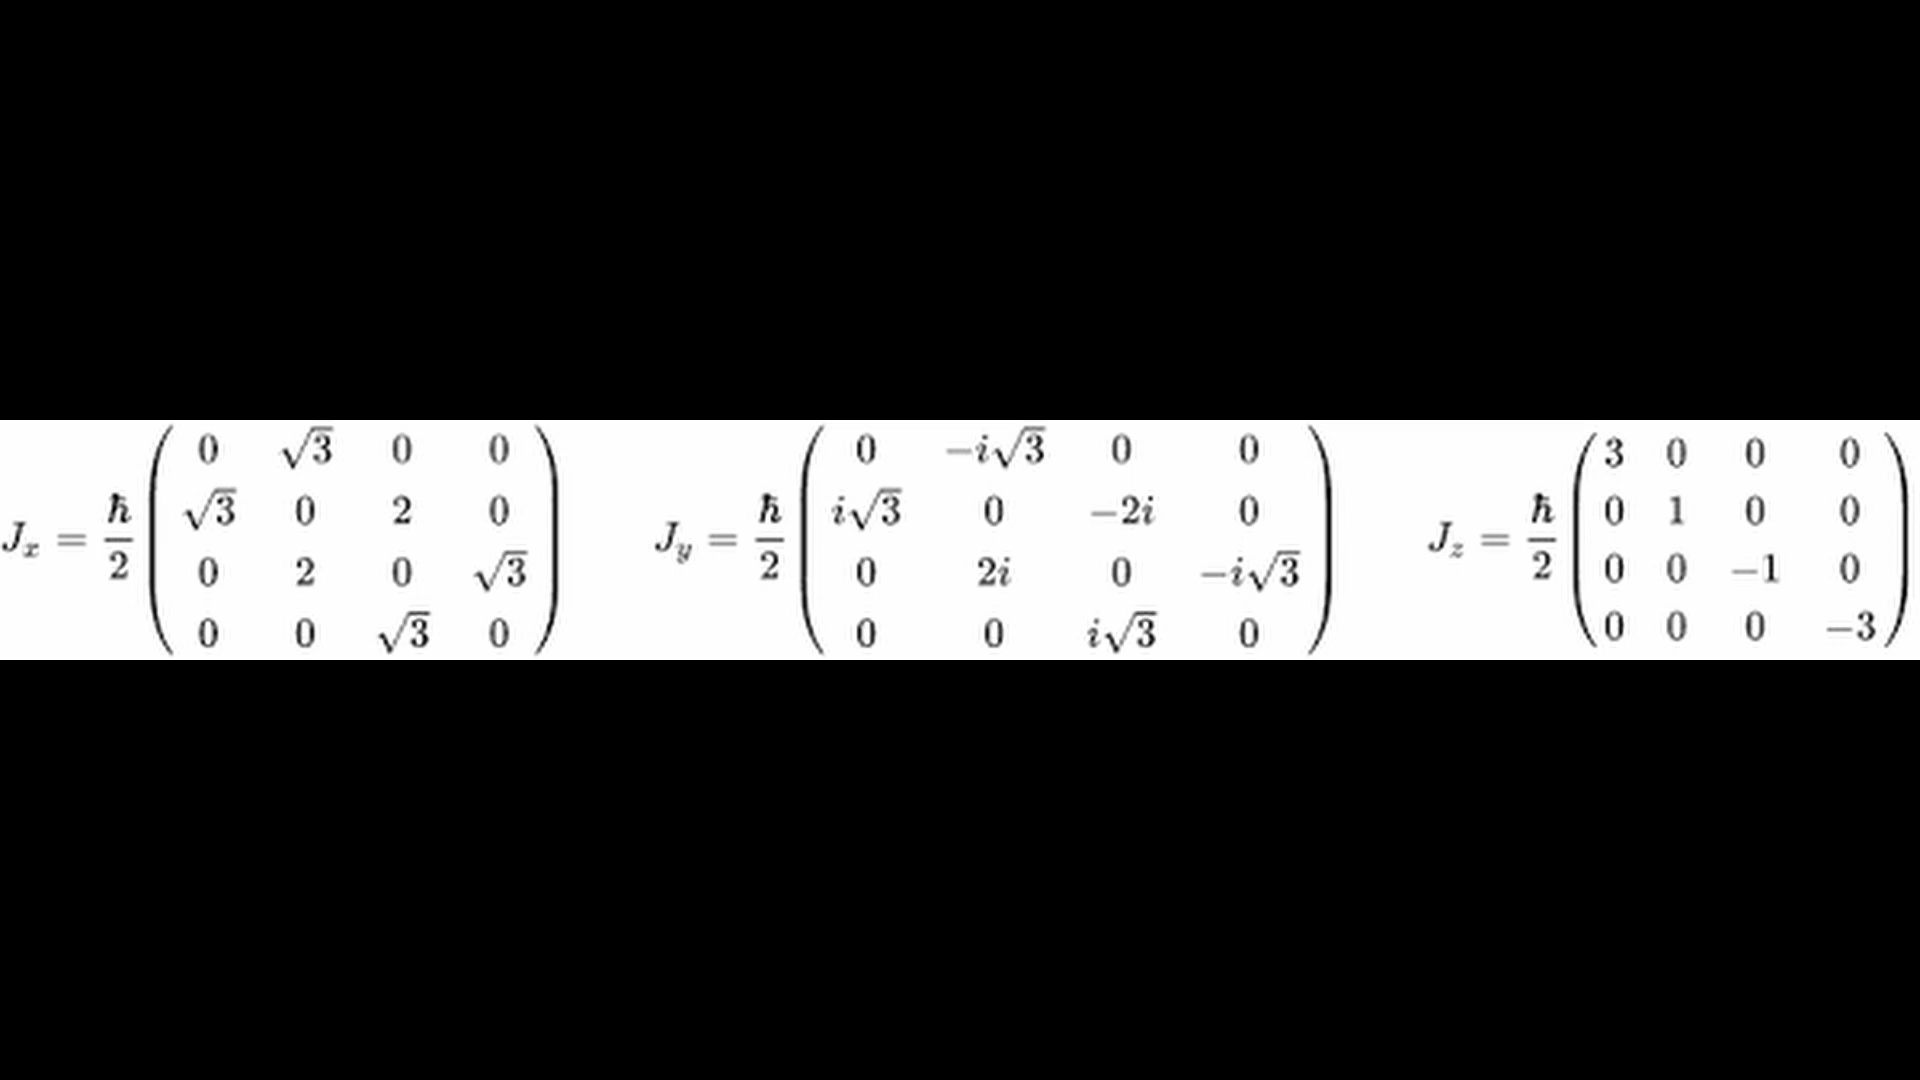 J_x = ħ/2 ( 0 √3 0 0 ; √3 0 2 0 ; 0 2 0 √3 ; 0 0 √3 0 ) J_y = ħ/2 ( 0 −i√3 0 0 ; i√3 0 −2i 0 ; 0 2i 0 −i√3 ; 0 0 i√3 0 ) J_z = ħ/2 ( 3 0 0 0 ; 0 1 0 0 ; 0 0 −1 0 ; 0 0 0 −3 )